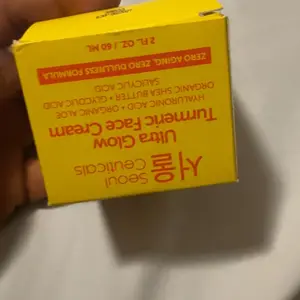 서울
Seoul
Ceuticals
Ultra Glow
Turmeric Face Cream
HYALURONIC ACID • ORGANIC ALOE
ORGANIC SHEA BUTTER • GLYCOLIC ACID
SALICYLIC ACID
ZERO AGING, ZERO DULLNESS FORMULA
2 FL OZ / 60 ML